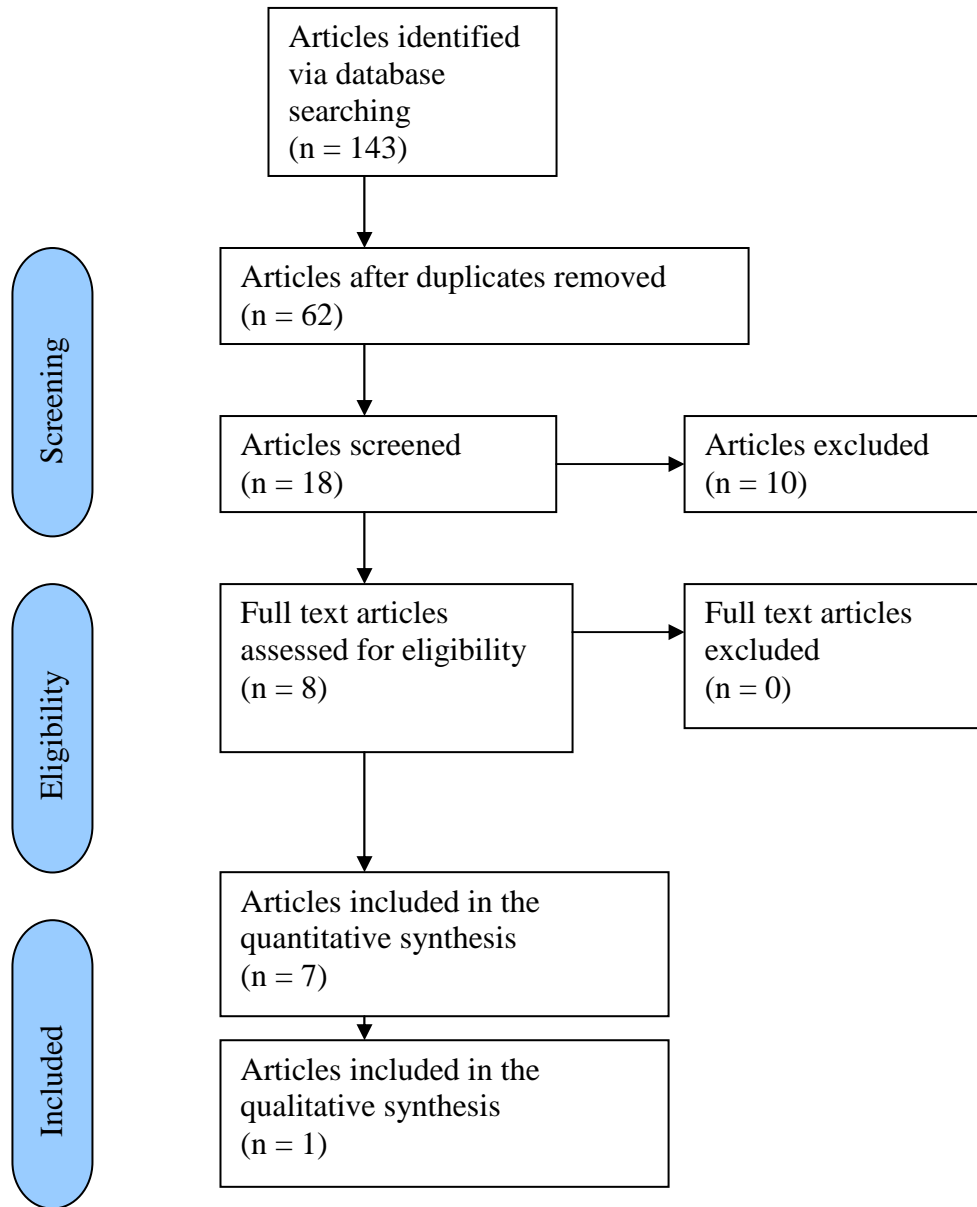 Articles identified
via database
searching
(n = 143)
Articles after duplicates removed
(n = 62)
Screening
Articles screened
(n = 18)
Articles excluded
(n = 10)
Eligibility
Full text articles
assessed for eligibility
(n = 8)
Full text articles
excluded
(n = 0)
Included
Articles included in the
quantitative synthesis
(n = 7)
Articles included in the
qualitative synthesis
(n = 1)